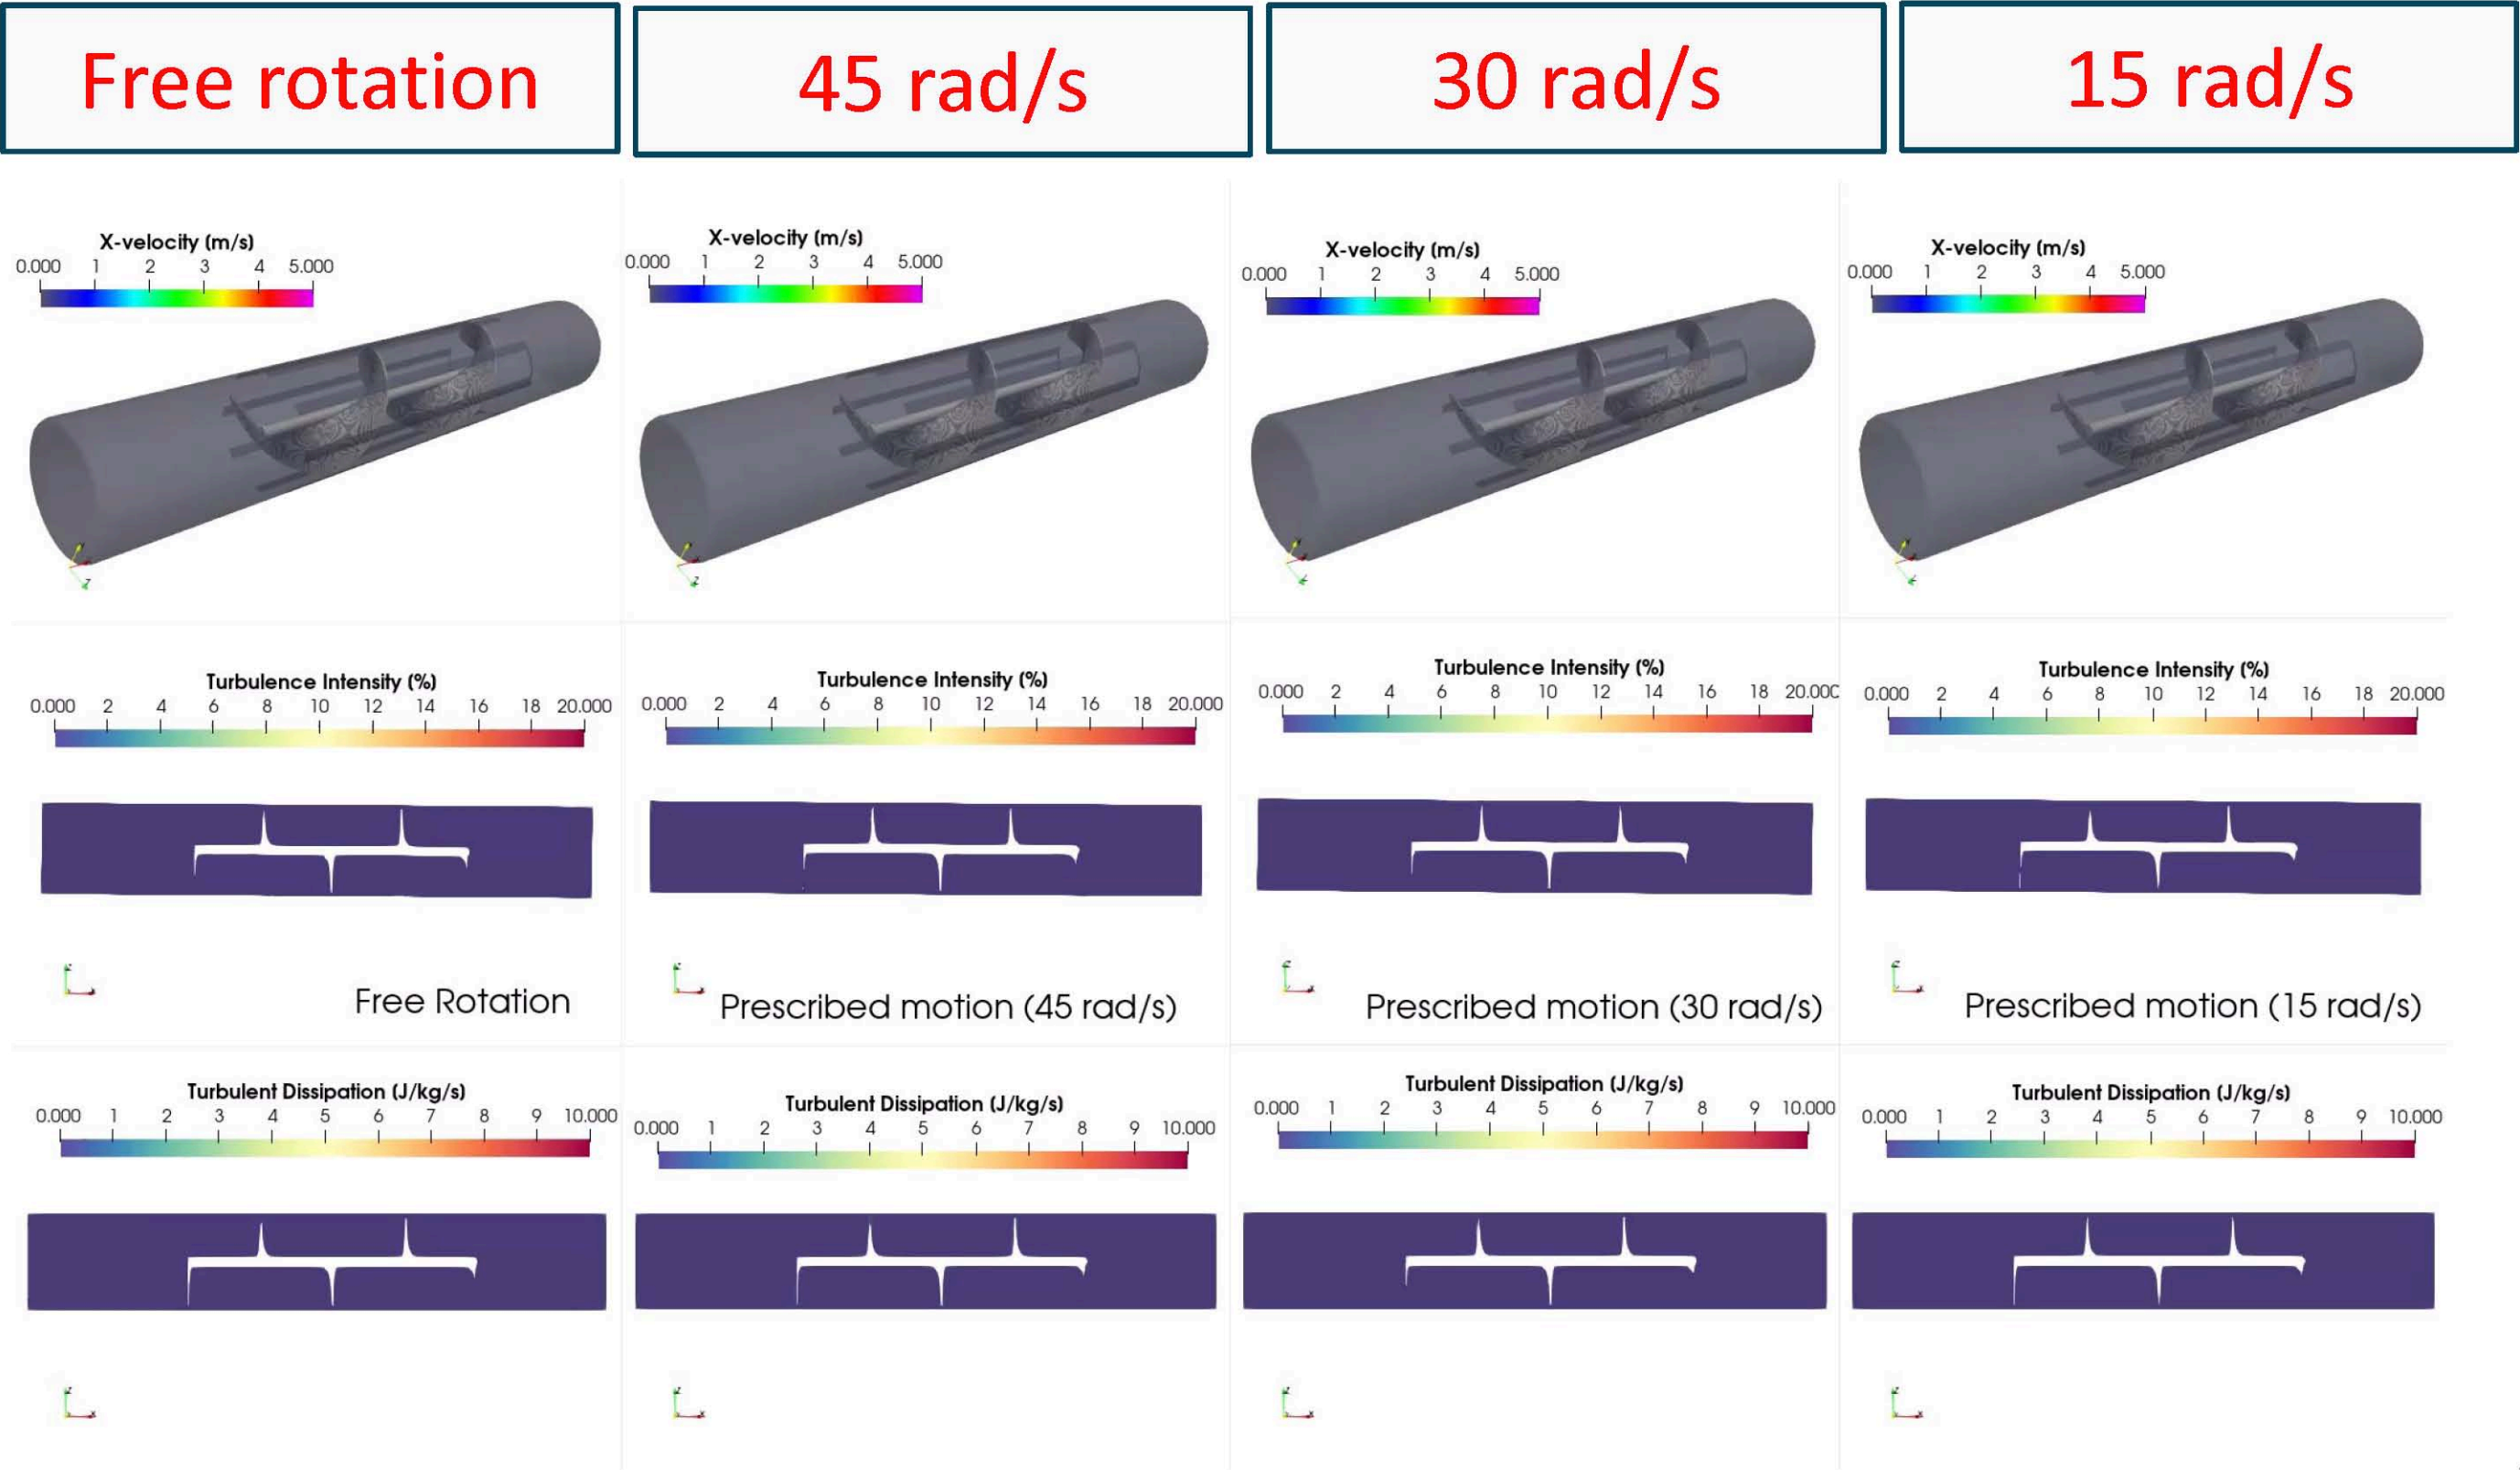 Free rotation
45 rad/s
30 rad/s
15 rad/s
X-velocity (m/s)
0.000 1 2 3 4 5.000
X-velocity (m/s)
0.000 1 2 3 4 5.000
X-velocity (m/s)
0.000 1 2 3 4 5.000
X-velocity (m/s)
0.000 1 2 3 4 5.000
Turbulence Intensity (%)
0.000 2 4 6 8 10 12 14 16 18 20.000
Turbulence Intensity (%)
0.000 2 4 6 8 10 12 14 16 18 20.000
Turbulence Intensity (%)
0.000 2 4 6 8 10 12 14 16 18 20.00
Turbulence Intensity (%)
0.000 2 4 6 8 10 12 14 16 18 20.000
Free Rotation
Prescribed motion (45 rad/s)
Prescribed motion (30 rad/s)
Prescribed motion (15 rad/s)
Turbulent Dissipation (J/kg/s)
0.000 1 2 3 4 5 6 7 8 9 10.000
Turbulent Dissipation (J/kg/s)
0.000 1 2 3 4 5 6 7 8 9 10.000
Turbulent Dissipation (J/kg/s)
0.000 1 2 3 4 5 6 7 8 9 10.000
Turbulent Dissipation (J/kg/s)
0.000 1 2 3 4 5 6 7 8 9 10.000